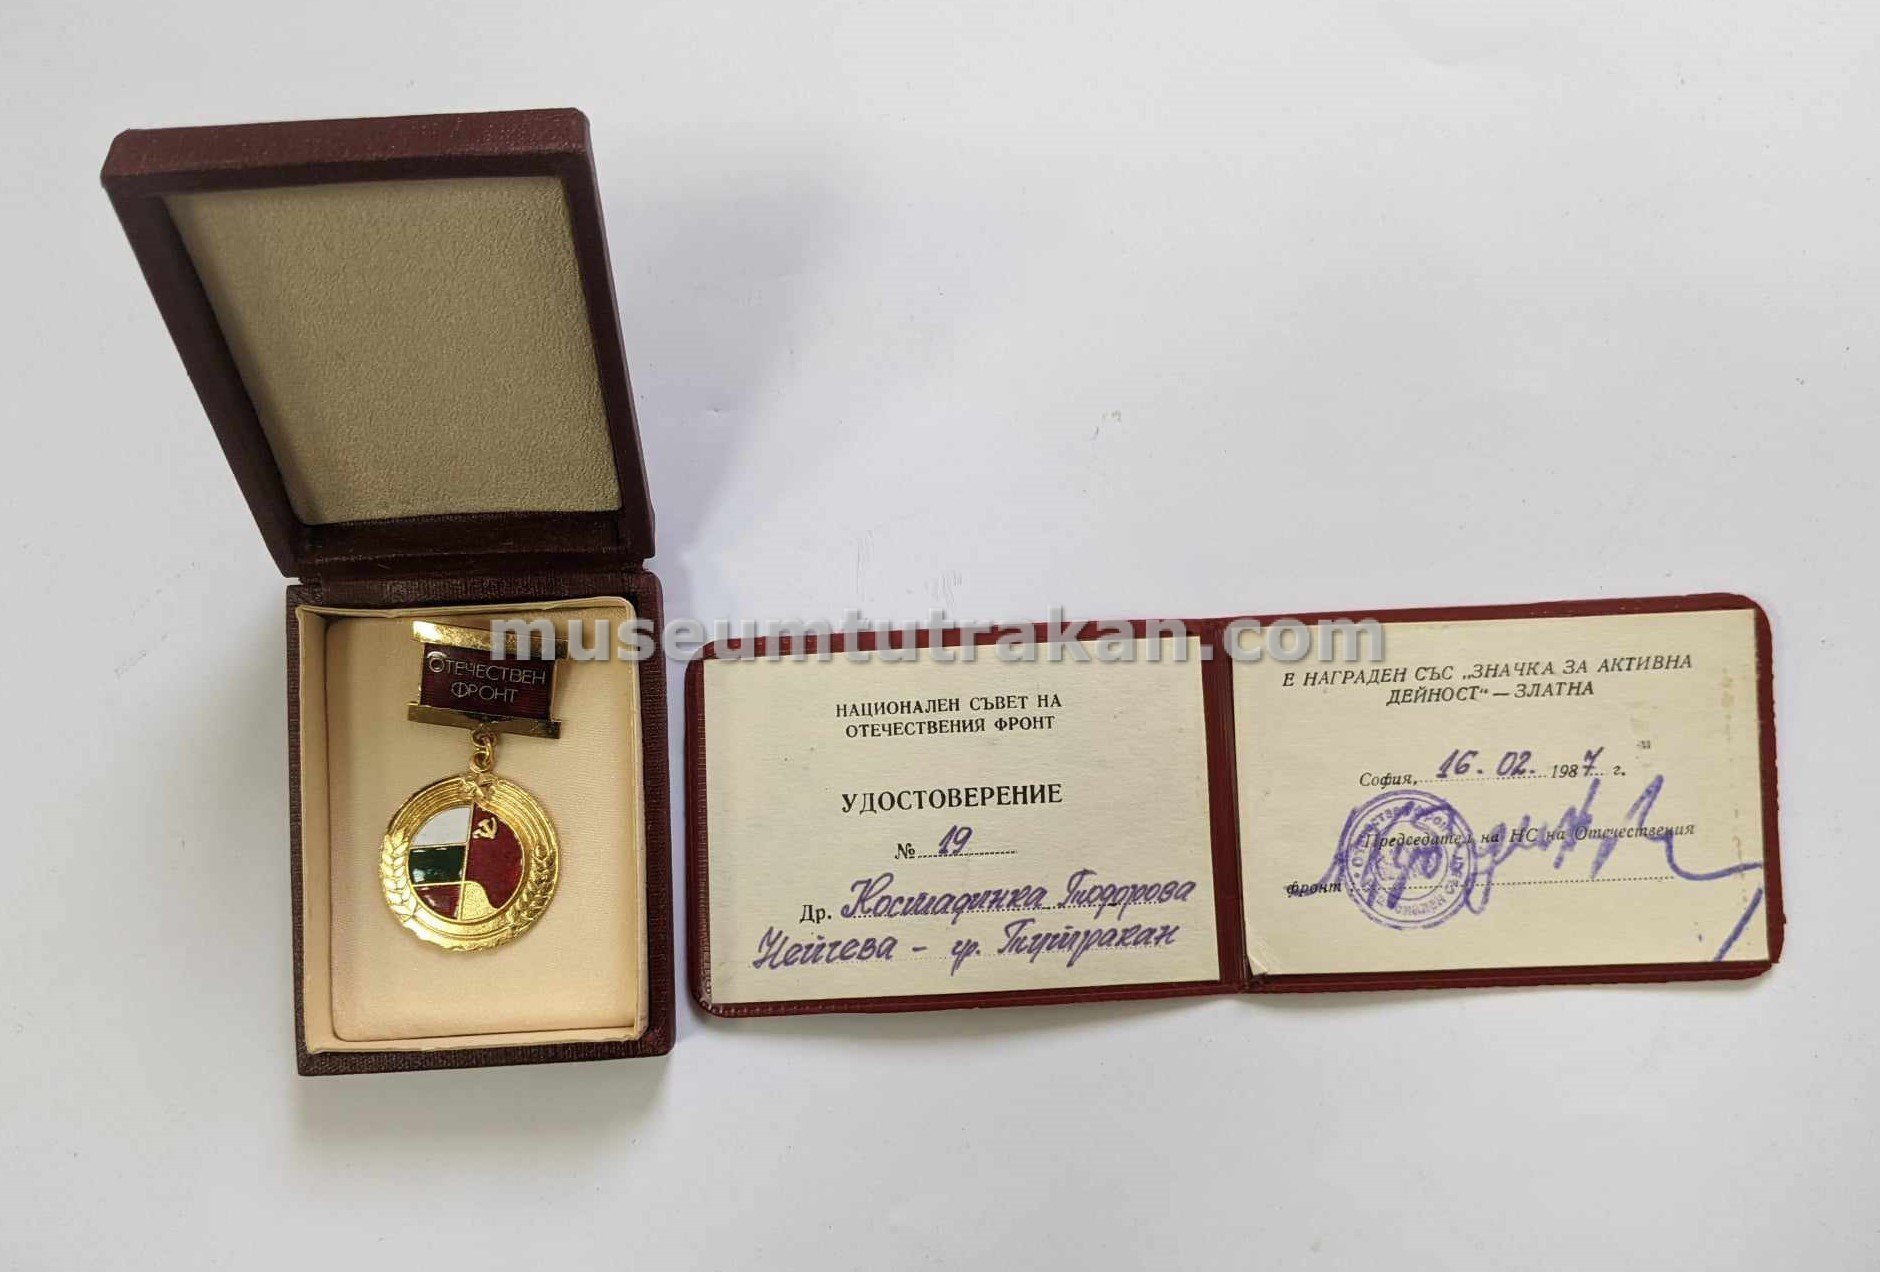 museumtutrakan.com
ОТЕЧЕСТВЕН
ФРОНТ
НАЦИОНАЛЕН СЪВЕТ НА
ОТЕЧЕСТВЕНИЯ ФРОНТ
УДОСТОВЕРЕНИЕ
№ 19
Др. Костадинка Тодорова
Нейчева - гр. Тутракан
Е НАГРАДЕН СЪС „ЗНАЧКА ЗА АКТИВНА
ДЕЙНОСТ“ — ЗЛАТНА
София, 16. 02. 1987 г.
Председател на НС на Отечествения
фронт: